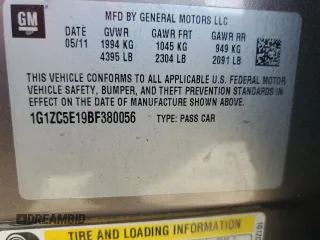 GM
MFD BY GENERAL MOTORS LLC
DATE GVWR GAWR FRT GAWR RR
05/11 1994 KG 1045 KG 949 KG
4395 LB 2304 LB 2091 LB
THIS VEHICLE CONFORMS TO ALL APPLICABLE U.S. FEDERAL MOTOR
VEHICLE SAFETY, BUMPER, AND THEFT PREVENTION STANDARDS
IN EFFECT ON THE DATE OF MANUFACTURE SHOWN ABOVE.
1G1ZC5E19BF380056 TYPE: PASS CAR
DREAMBID
TIRE AND LOADING INFORMATION